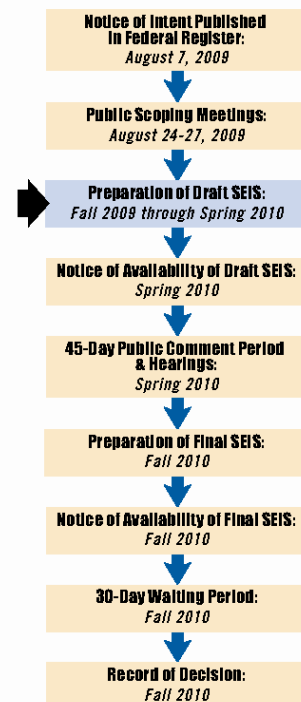 Notice of Intent Published
in Federal Register:
August 7, 2009
Public Scoping Meetings:
August 24-27, 2009
Preparation of Draft SEIS:
Fall 2009 through Spring 2010
Notice of Availability of Draft SEIS:
Spring 2010
45-Day Public Comment Period
& Hearings:
Spring 2010
Preparation of Final SEIS:
Fall 2010
Notice of Availability of Final SEIS:
Fall 2010
30-Day Waiting Period:
Fall 2010
Record of Decision:
Fall 2010